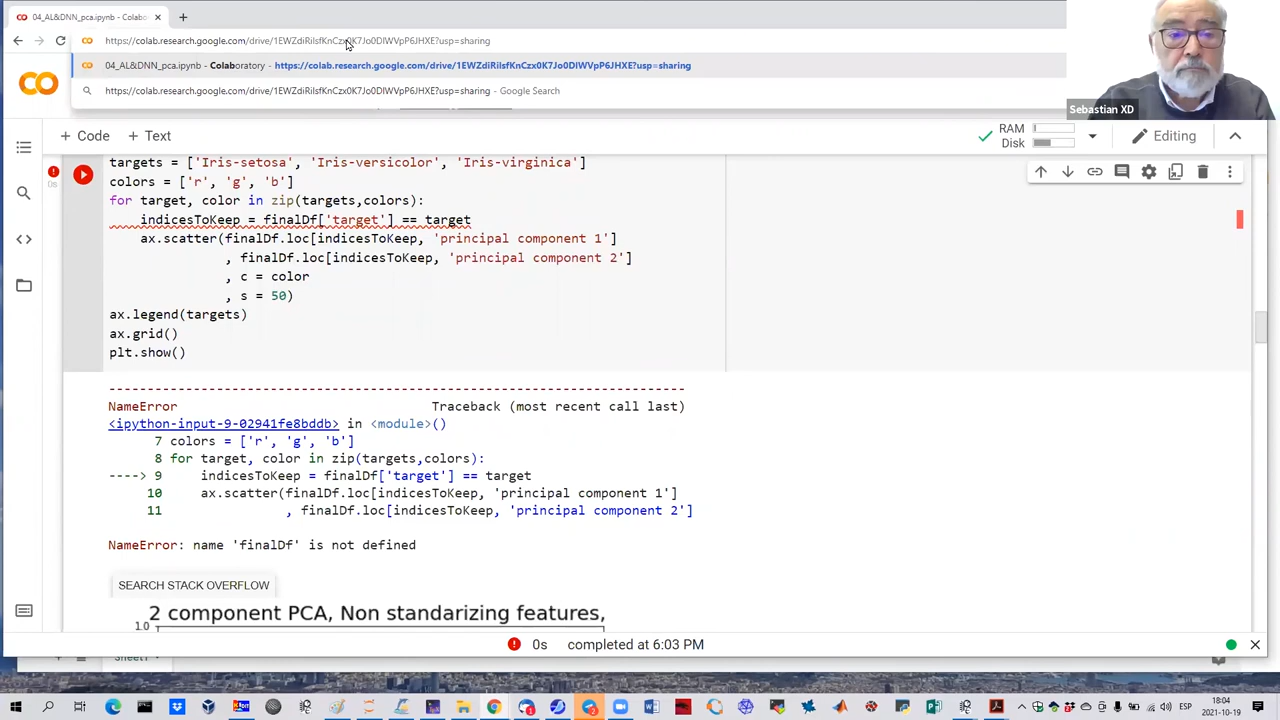 04_AL&DNN_pca.ipynb - Colabo
https://colab.research.google.com/drive/1EWZdiRilsfKnCzx0K7Jo0DlWVpP6JHXE?usp=sharing
04_AL&DNN_pca.ipynb - Colaboratory - https://colab.research.google.com/drive/1EWZdiRilsfKnCzx0K7Jo0DlWVpP6JHXE?usp=sharing
https://colab.research.google.com/drive/1EWZdiRilsfKnCzx0K7Jo0DlWVpP6JHXE?usp=sharing - Google Search
Sebastian XD
+ Code + Text
RAM
Disk
Editing
targets = ['Iris-setosa', 'Iris-versicolor', 'Iris-virginica']
0s
colors = ['r', 'g', 'b']
for target, color in zip(targets,colors):
indicesToKeep = finalDf['target'] == target
ax.scatter(finalDf.loc[indicesToKeep, 'principal component 1']
, finalDf.loc[indicesToKeep, 'principal component 2']
, c = color
, s = 50)
ax.legend(targets)
ax.grid()
plt.show()
---------------------------------------------------------------------------
NameError Traceback (most recent call last)
<ipython-input-9-02941fe8bddb> in <module>()
7 colors = ['r', 'g', 'b']
8 for target, color in zip(targets,colors):
----> 9 indicesToKeep = finalDf['target'] == target
10 ax.scatter(finalDf.loc[indicesToKeep, 'principal component 1']
11 , finalDf.loc[indicesToKeep, 'principal component 2']
NameError: name 'finalDf' is not defined
SEARCH STACK OVERFLOW
2 component PCA, Non standarizing features,
1.0
0s completed at 6:03 PM
Sheet1
ESP
18:04
2021-10-19